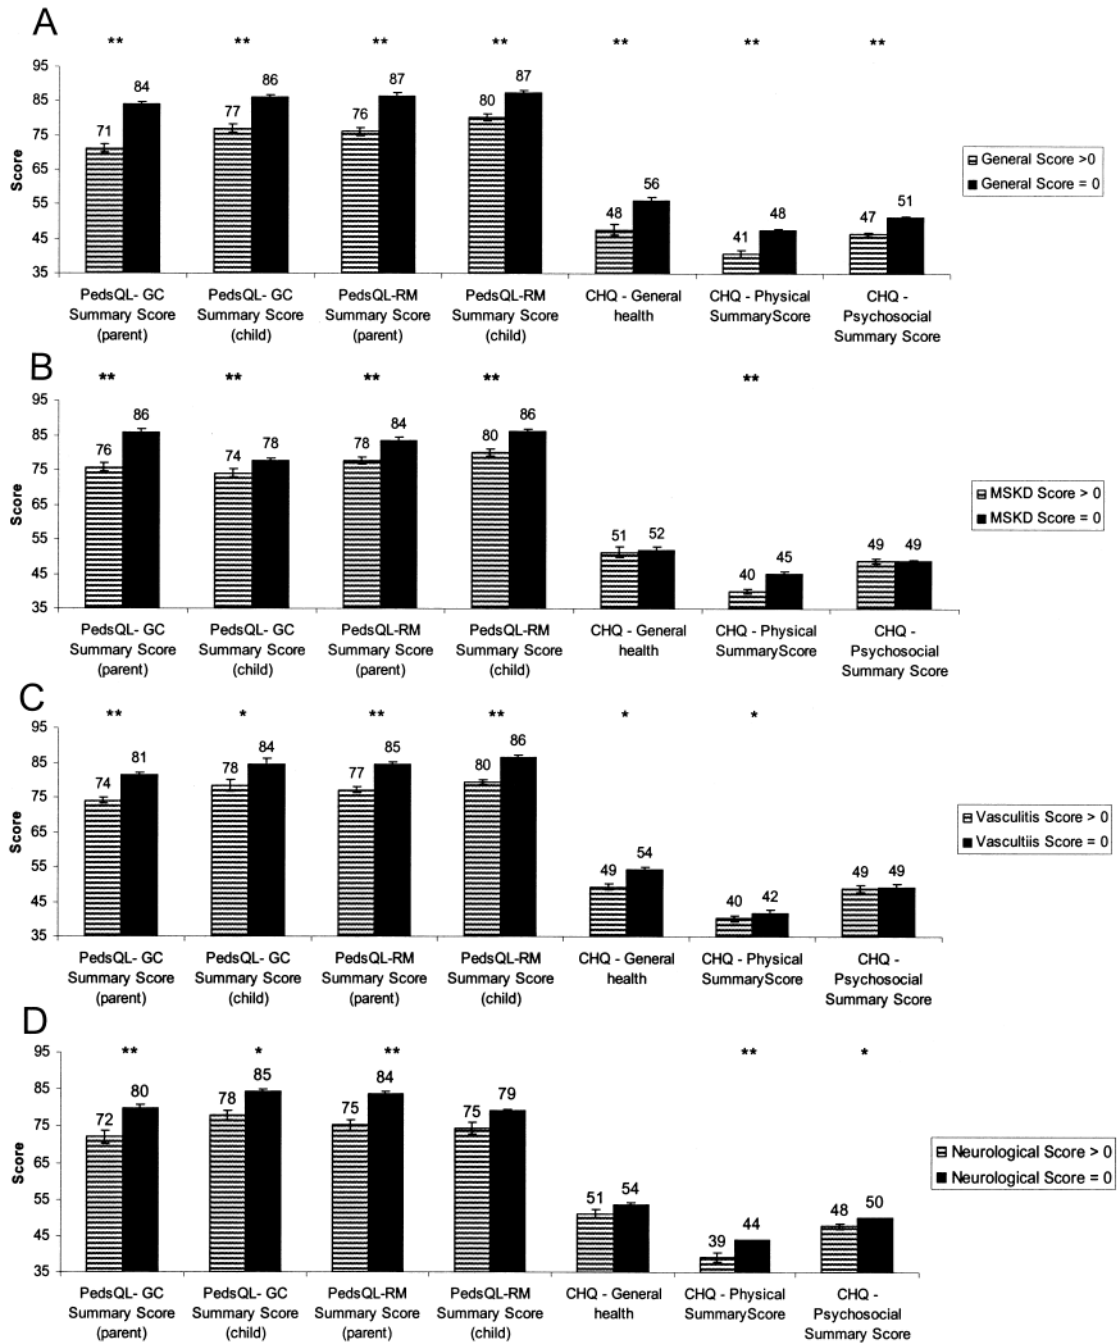 A
** ** ** ** ** ** **
95
85
75
65
55
45
35
Score
71 84 77 86 76 87 80 87 48 56 41 48 47 51
General Score >0
General Score = 0
PedsQL- GC PedsQL- GC PedsQL-RM PedsQL-RM CHQ - General CHQ - Physical CHQ -
Summary Score Summary Score Summary Score Summary Score health SummaryScore Psychosocial
(parent) (child) (parent) (child) Summary Score
B
** ** ** ** **
95
85
75
65
55
45
35
Score
76 86 74 78 78 84 80 86 51 52 40 45 49 49
MSKD Score > 0
MSKD Score = 0
PedsQL- GC PedsQL- GC PedsQL-RM PedsQL-RM CHQ - General CHQ - Physical CHQ -
Summary Score Summary Score Summary Score Summary Score health SummaryScore Psychosocial
(parent) (child) (parent) (child) Summary Score
C
** * ** ** * *
95
85
75
65
55
45
35
Score
74 81 78 84 77 85 80 86 49 54 40 42 49 49
Vasculitis Score > 0
Vascultiis Score = 0
PedsQL- GC PedsQL- GC PedsQL-RM PedsQL-RM CHQ - General CHQ - Physical CHQ -
Summary Score Summary Score Summary Score Summary Score health SummaryScore Psychosocial
(parent) (child) (parent) (child) Summary Score
D
** * ** ** *
95
85
75
65
55
45
35
Score
72 80 78 85 75 84 75 79 51 54 39 44 48 50
Neurological Score > 0
Neurological Score = 0
PedsQL- GC PedsQL- GC PedsQL-RM PedsQL-RM CHQ - General CHQ - Physical CHQ -
Summary Score Summary Score Summary Score Summary Score health SummaryScore Psychosocial
(parent) (child) (parent) (child) Summary Score